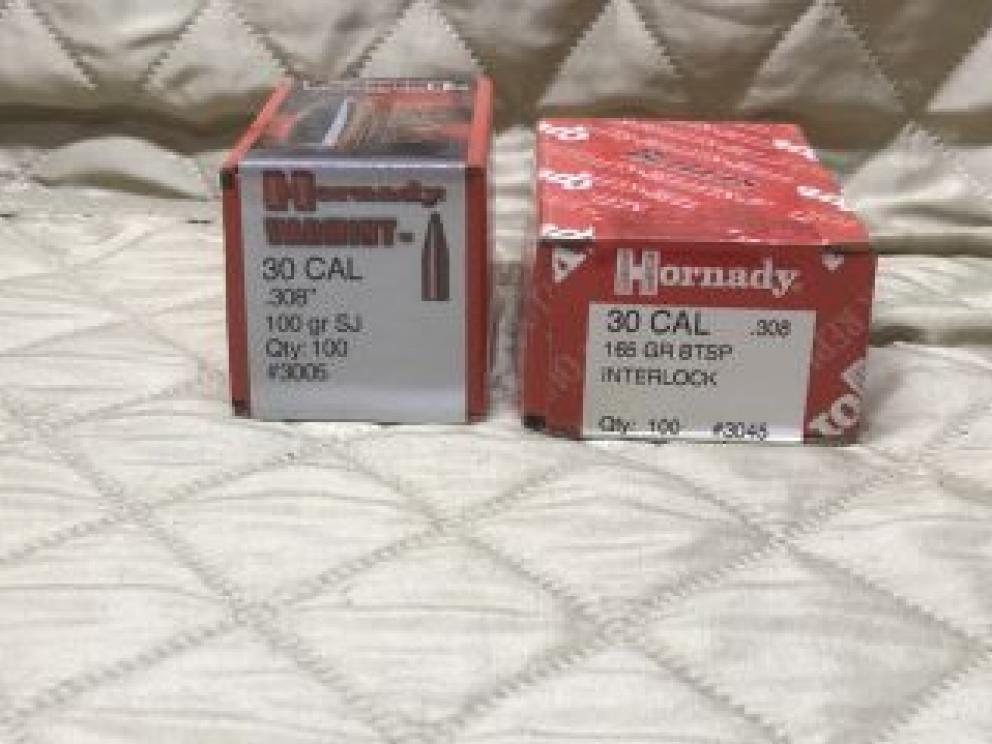 Hornady
VARMINT
30 CAL
.308"
100 gr SJ
Qty: 100
#3005
Hornady
30 CAL .308
165 GR BTSP
INTERLOCK
Qty: 100 #3045